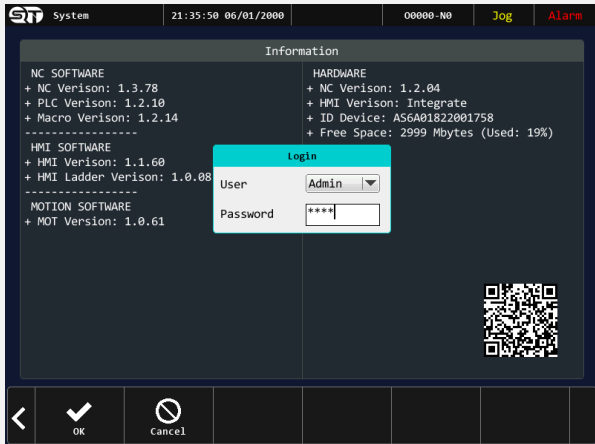 ST System 21:35:50 06/01/2000 O0000-N0 Jog Alarm
Information
NC SOFTWARE
+ NC Verison: 1.3.78
+ PLC Verison: 1.2.10
+ Macro Verison: 1.2.14
-----------------
HMI SOFTWARE
+ HMI Verison: 1.1.60
+ HMI Ladder Verison: 1.0.08
-----------------
MOTION SOFTWARE
+ MOT Version: 1.0.61
HARDWARE
+ NC Verison: 1.2.04
+ HMI Verison: Integrate
+ ID Device: AS6A01822001758
+ Free Space: 2999 Mbytes (Used: 19%)
Login
User Admin
Password ****
OK Cancel